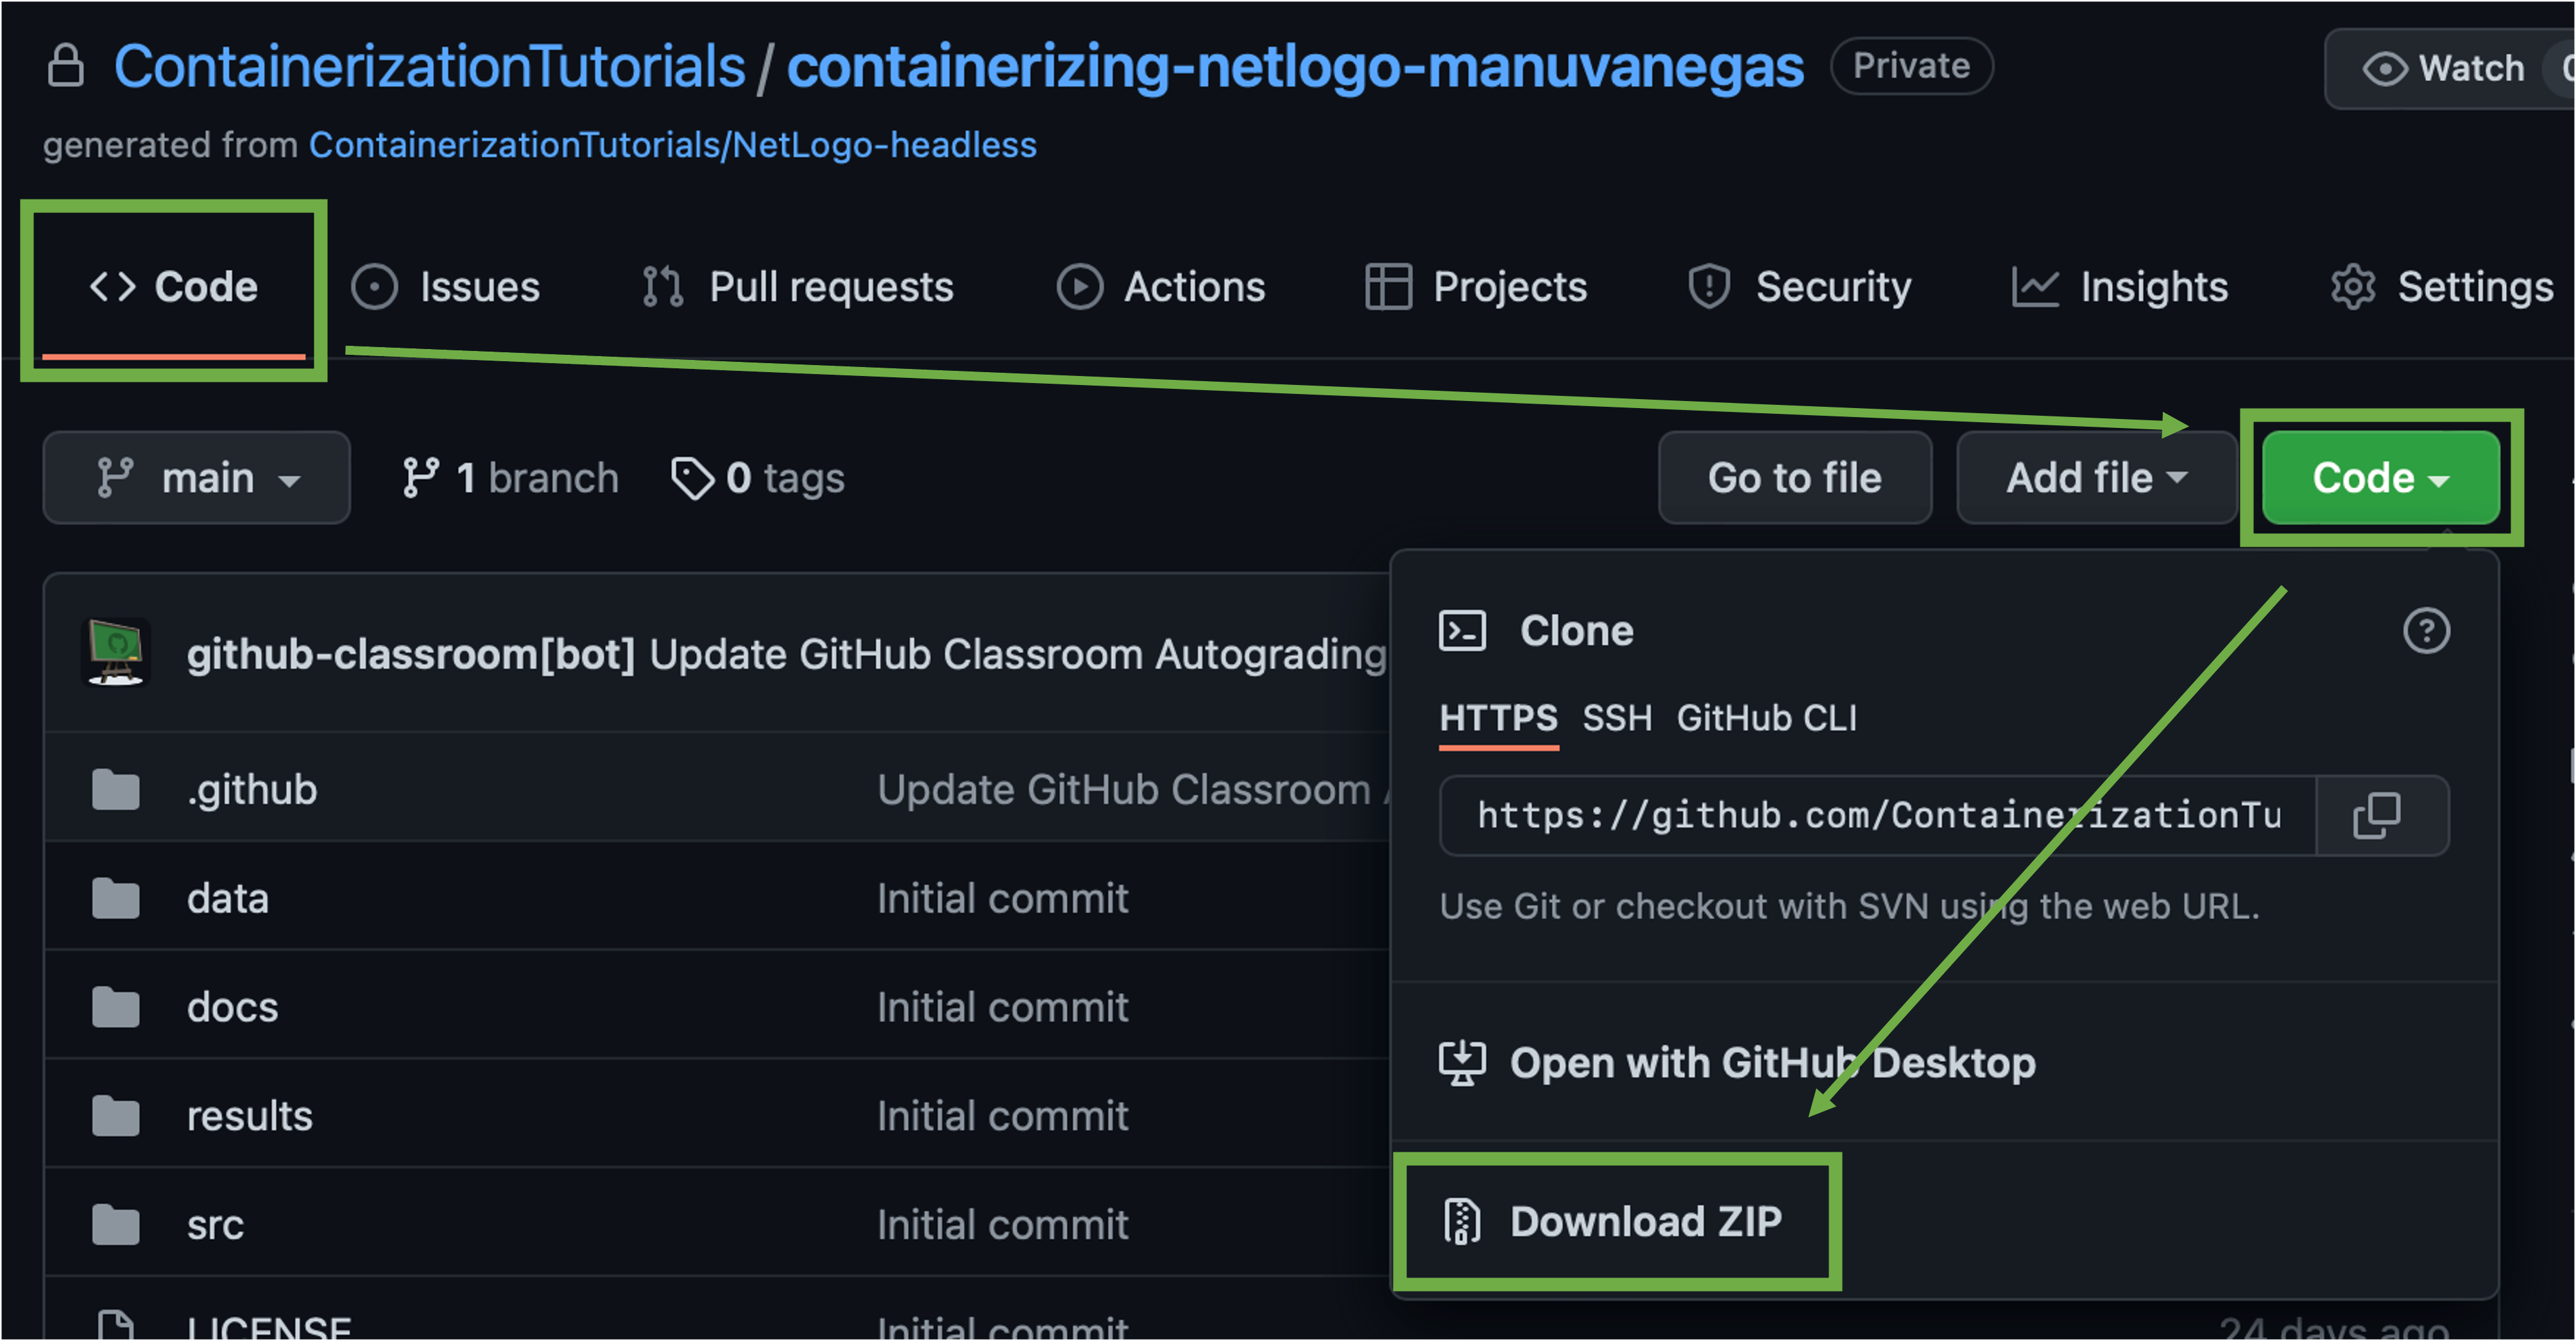 ContainerizationTutorials / containerizing-netlogo-manuvanegas Private Watch
generated from ContainerizationTutorials/NetLogo-headless
<> Code Issues Pull requests Actions Projects Security Insights Settings
main 1 branch 0 tags Go to file Add file Code
github-classroom[bot] Update GitHub Classroom Autograding
.github Update GitHub Classroom
data Initial commit
docs Initial commit
results Initial commit
src Initial commit
LICENSE Initial commit 24 days ago
Clone
HTTPS SSH GitHub CLI
https://github.com/ContainerizationTu
Use Git or checkout with SVN using the web URL.
Open with GitHub Desktop
Download ZIP